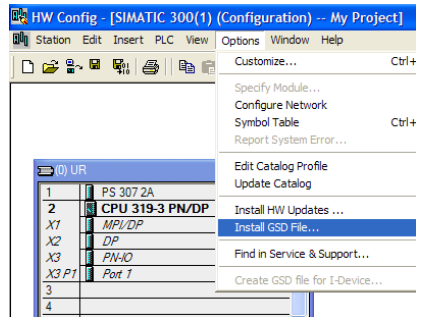 HW Config - [SIMATIC 300(1) (Configuration) -- My Project]
Station Edit Insert PLC View Options Window Help
Customize... Ctrl+
Specify Module...
Configure Network
Symbol Table Ctrl+
Report System Error...
Edit Catalog Profile
Update Catalog
Install HW Updates ...
Install GSD File...
Find in Service & Support...
Create GSD file for I-Device...
(0) UR
1 PS 307 2A
2 CPU 319-3 PN/DP
X1 MPI/DP
X2 DP
X3 PN-IO
X3 P1 Port 1
3
4